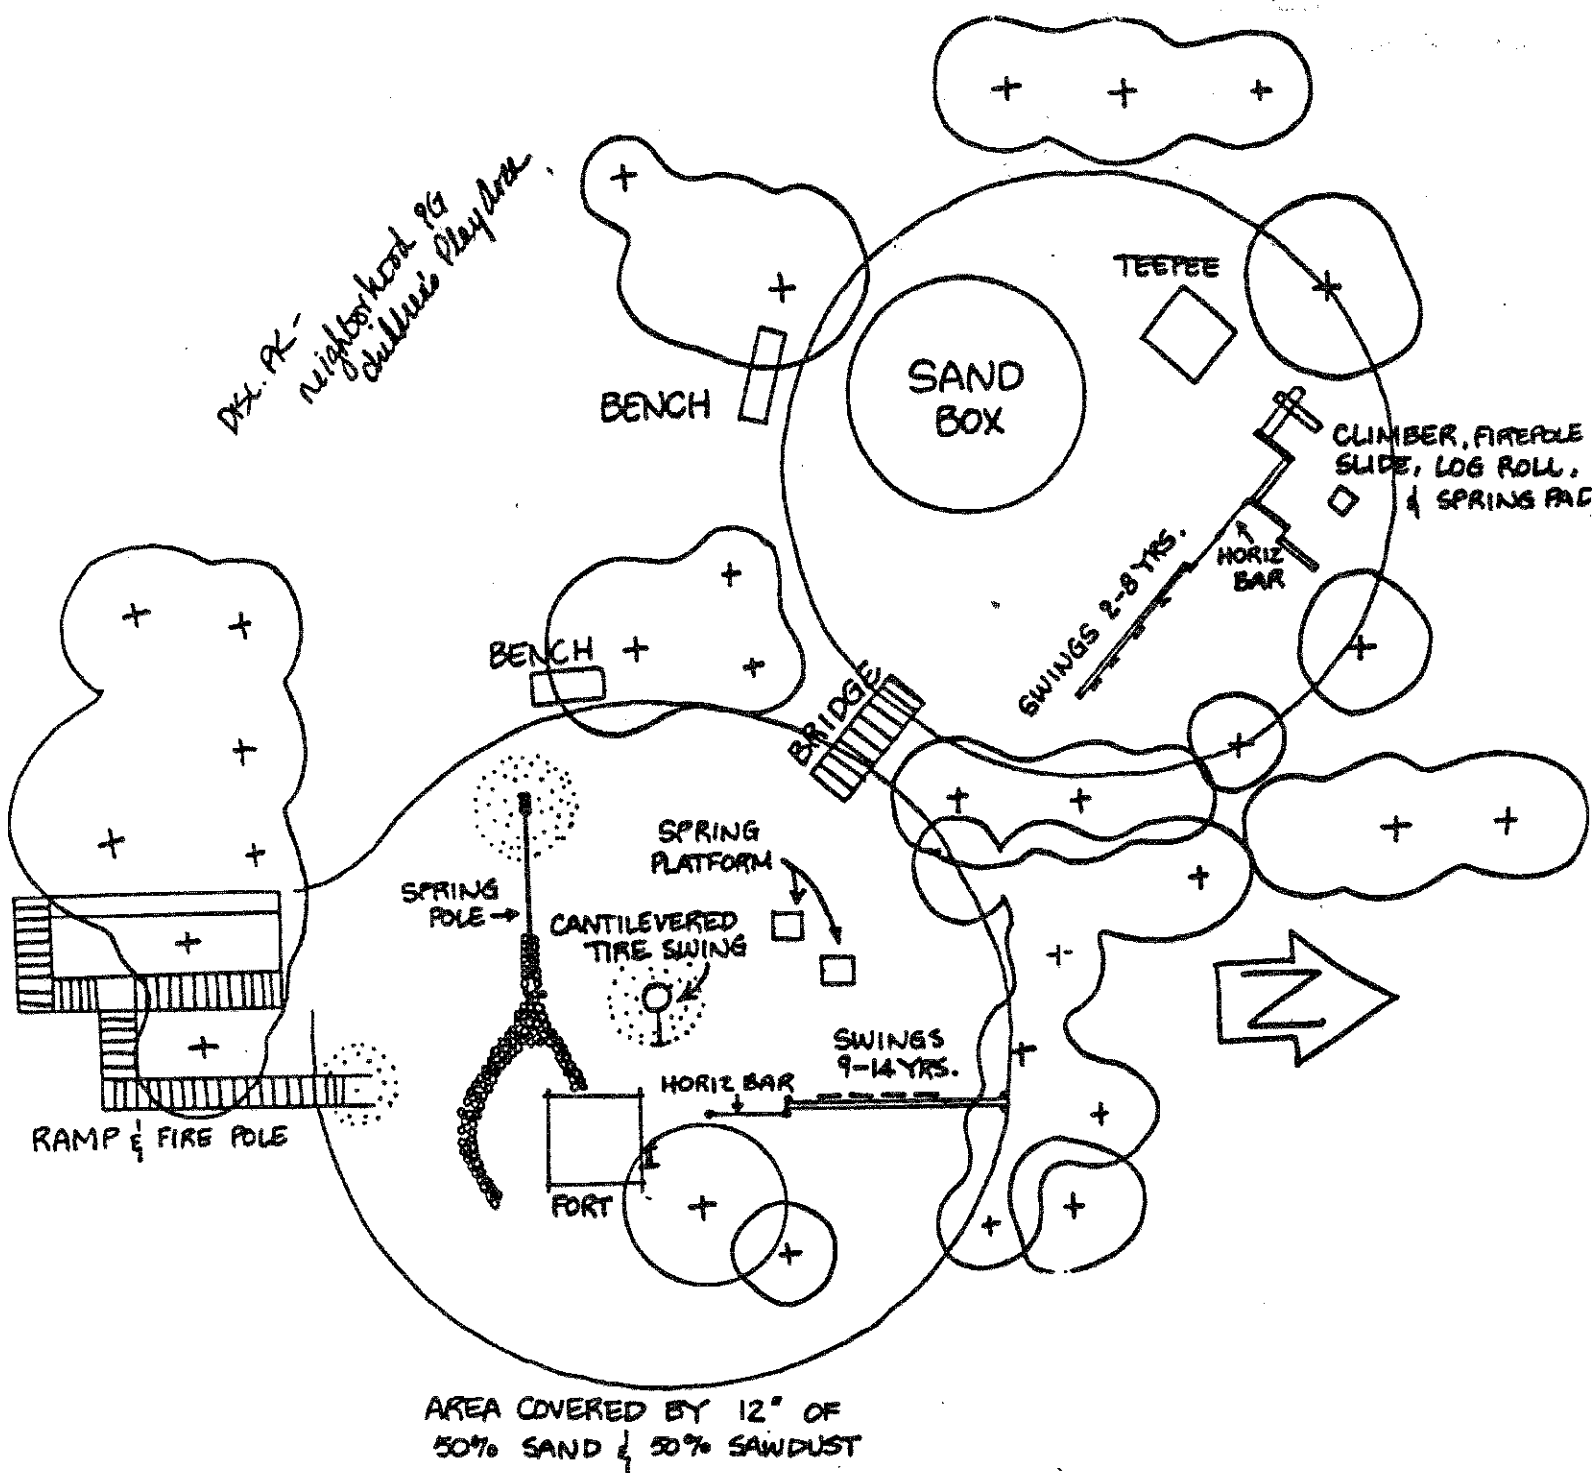 neighborhood PG
children's Play Area
TEEPEE
SAND
BOX
BENCH
CLIMBER, FIREPOLE
SLIDE, LOG ROLL,
& SPRING PAD
HORIZ
BAR
SWINGS 2-8 YRS.
BENCH
BRIDGE
SPRING
PLATFORM
SPRING
POLE
CANTILEVERED
TIRE SWING
N
SWINGS
9-14 YRS.
HORIZ BAR
RAMP & FIRE POLE
FORT
AREA COVERED BY 12" OF
50% SAND & 50% SAWDUST